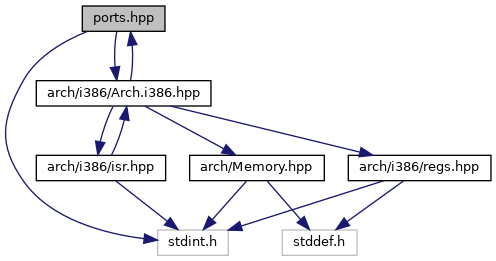 ports.hpp
arch/i386/Arch.i386.hpp
arch/i386/isr.hpp
arch/Memory.hpp
arch/i386/regs.hpp
stdint.h
stddef.h